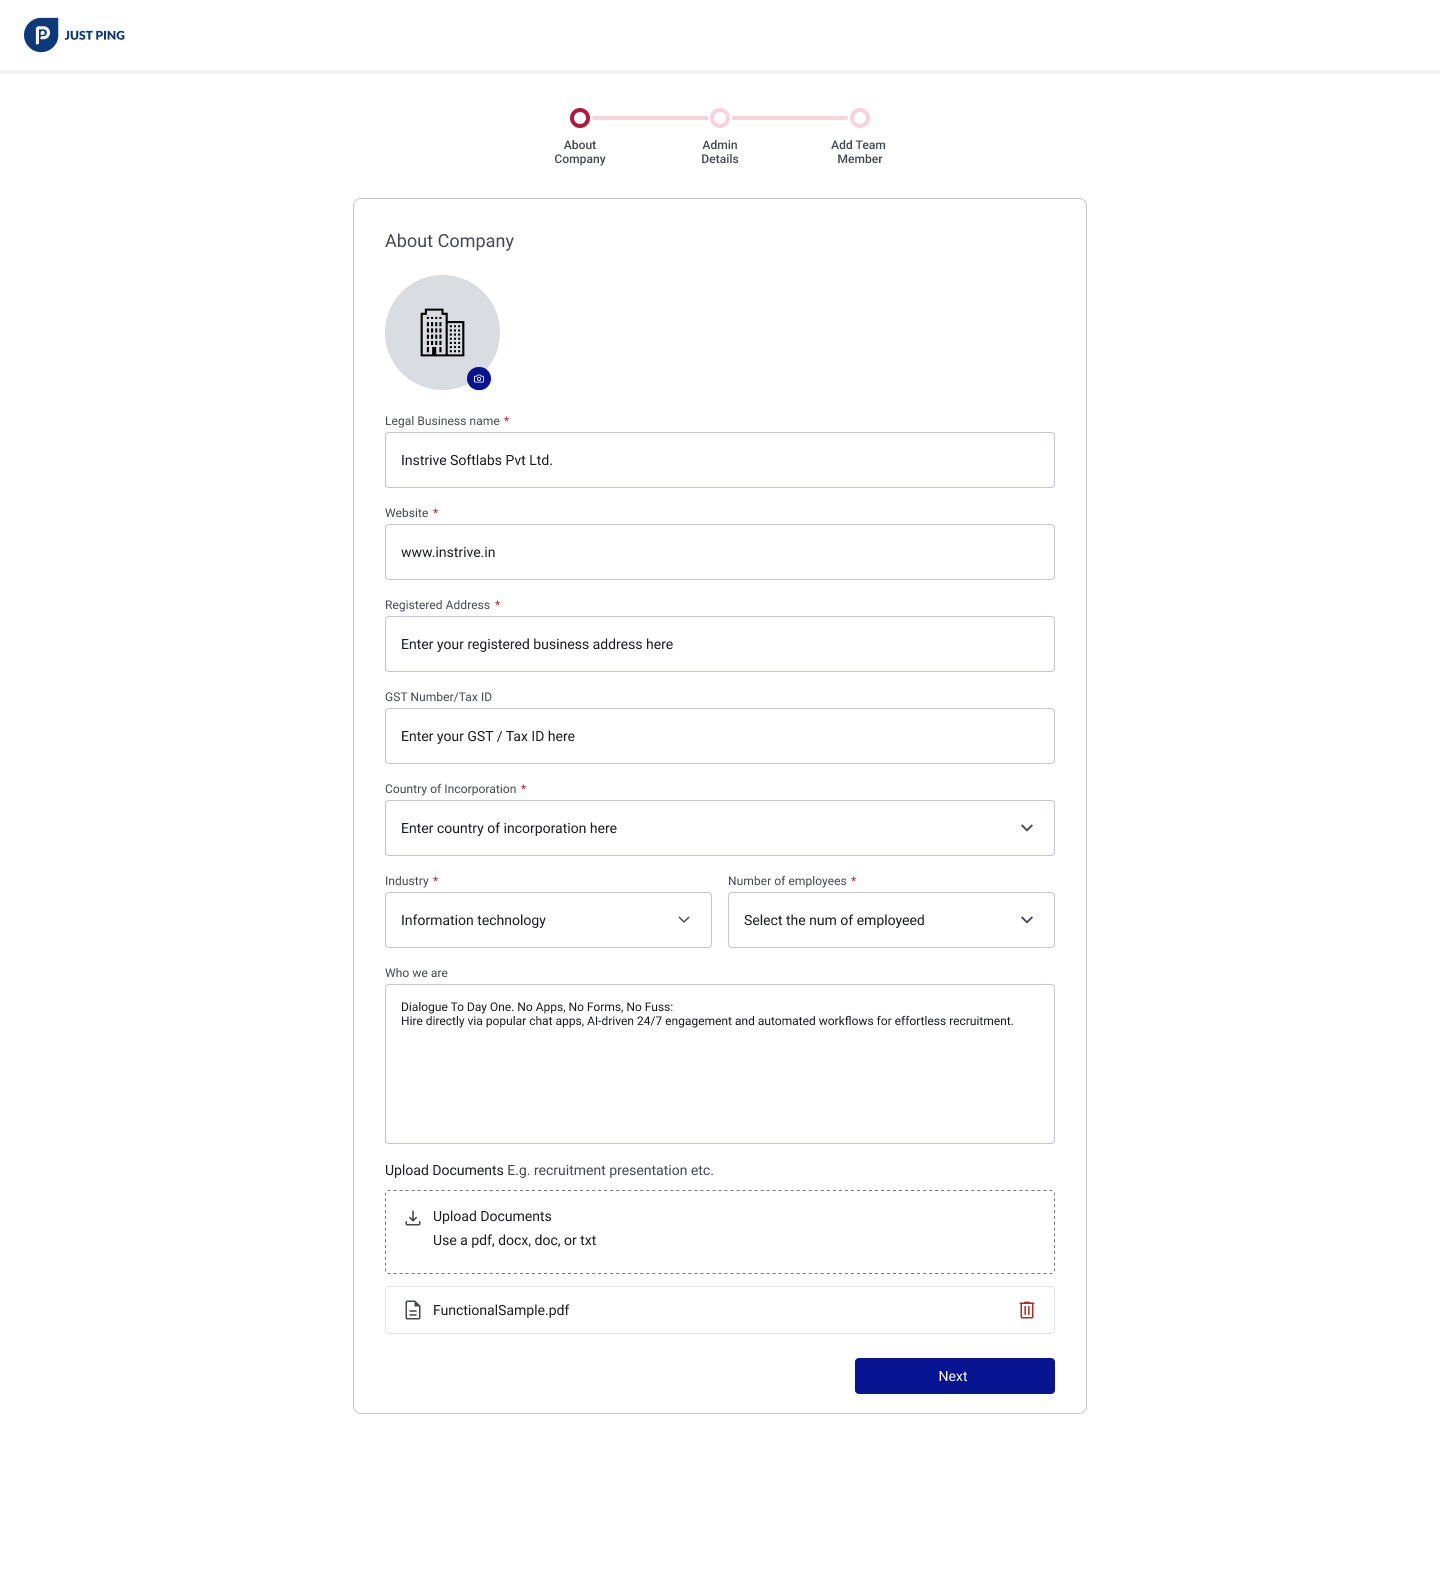 JUST PING
About
Company
Admin
Details
Add Team
Member
About Company
Legal Business name *
Instrive Softlabs Pvt Ltd.
Website *
www.instrive.in
Registered Address *
Enter your registered business address here
GST Number/Tax ID
Enter your GST / Tax ID here
Country of Incorporation *
Enter country of incorporation here
Industry *
Number of employees *
Information technology
Select the num of employeed
Who we are
Dialogue To Day One. No Apps, No Forms, No Fuss:
Hire directly via popular chat apps, AI-driven 24/7 engagement and automated workflows for effortless recruitment.
Upload Documents E.g. recruitment presentation etc.
Upload Documents
Use a pdf, docx, doc, or txt
FunctionalSample.pdf
Next